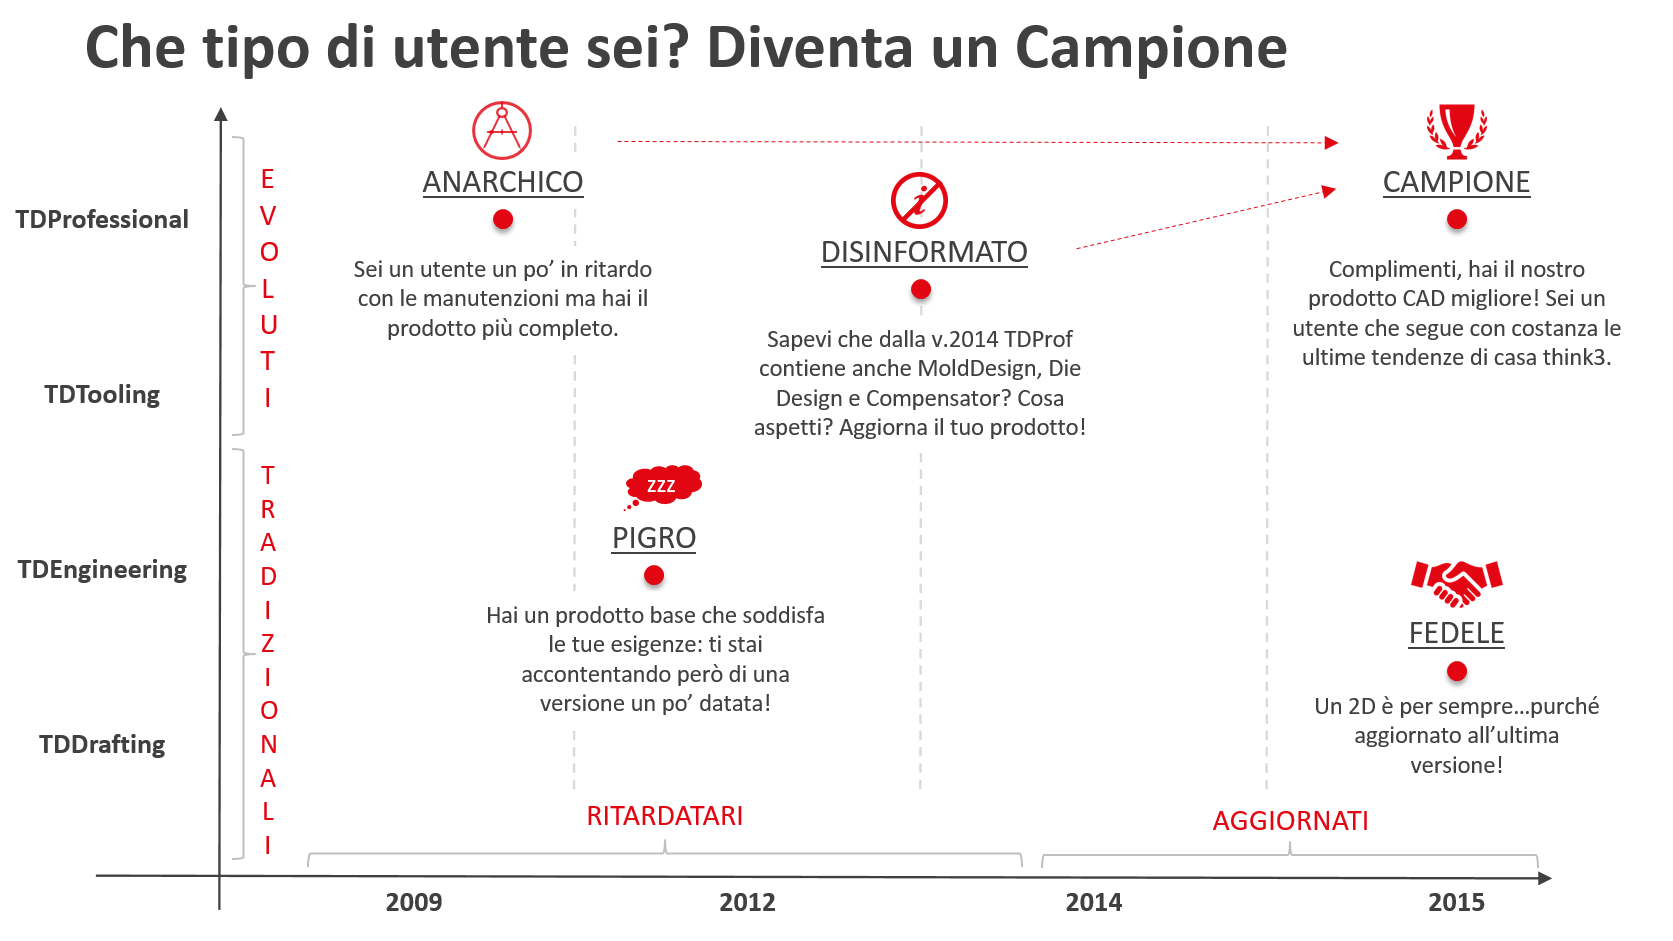 Che tipo di utente sei? Diventa un Campione
TDProfessional
TDTooling
TDEngineering
TDDrafting
EVOLUTI
TRADIZIONALI
ANARCHICO
Sei un utente un po’ in ritardo
con le manutenzioni ma hai il
prodotto più completo.
i
DISINFORMATO
Sapevi che dalla v.2014 TDProf
contiene anche MoldDesign, Die
Design e Compensator? Cosa
aspetti? Aggiorna il tuo prodotto!
CAMPIONE
Complimenti, hai il nostro
prodotto CAD migliore! Sei un
utente che segue con costanza le
ultime tendenze di casa think3.
zzz
PIGRO
Hai un prodotto base che soddisfa
le tue esigenze: ti stai
accontentando però di una
versione un po’ datata!
FEDELE
Un 2D è per sempre…purché
aggiornato all’ultima
versione!
RITARDATARI
AGGIORNATI
2009
2012
2014
2015